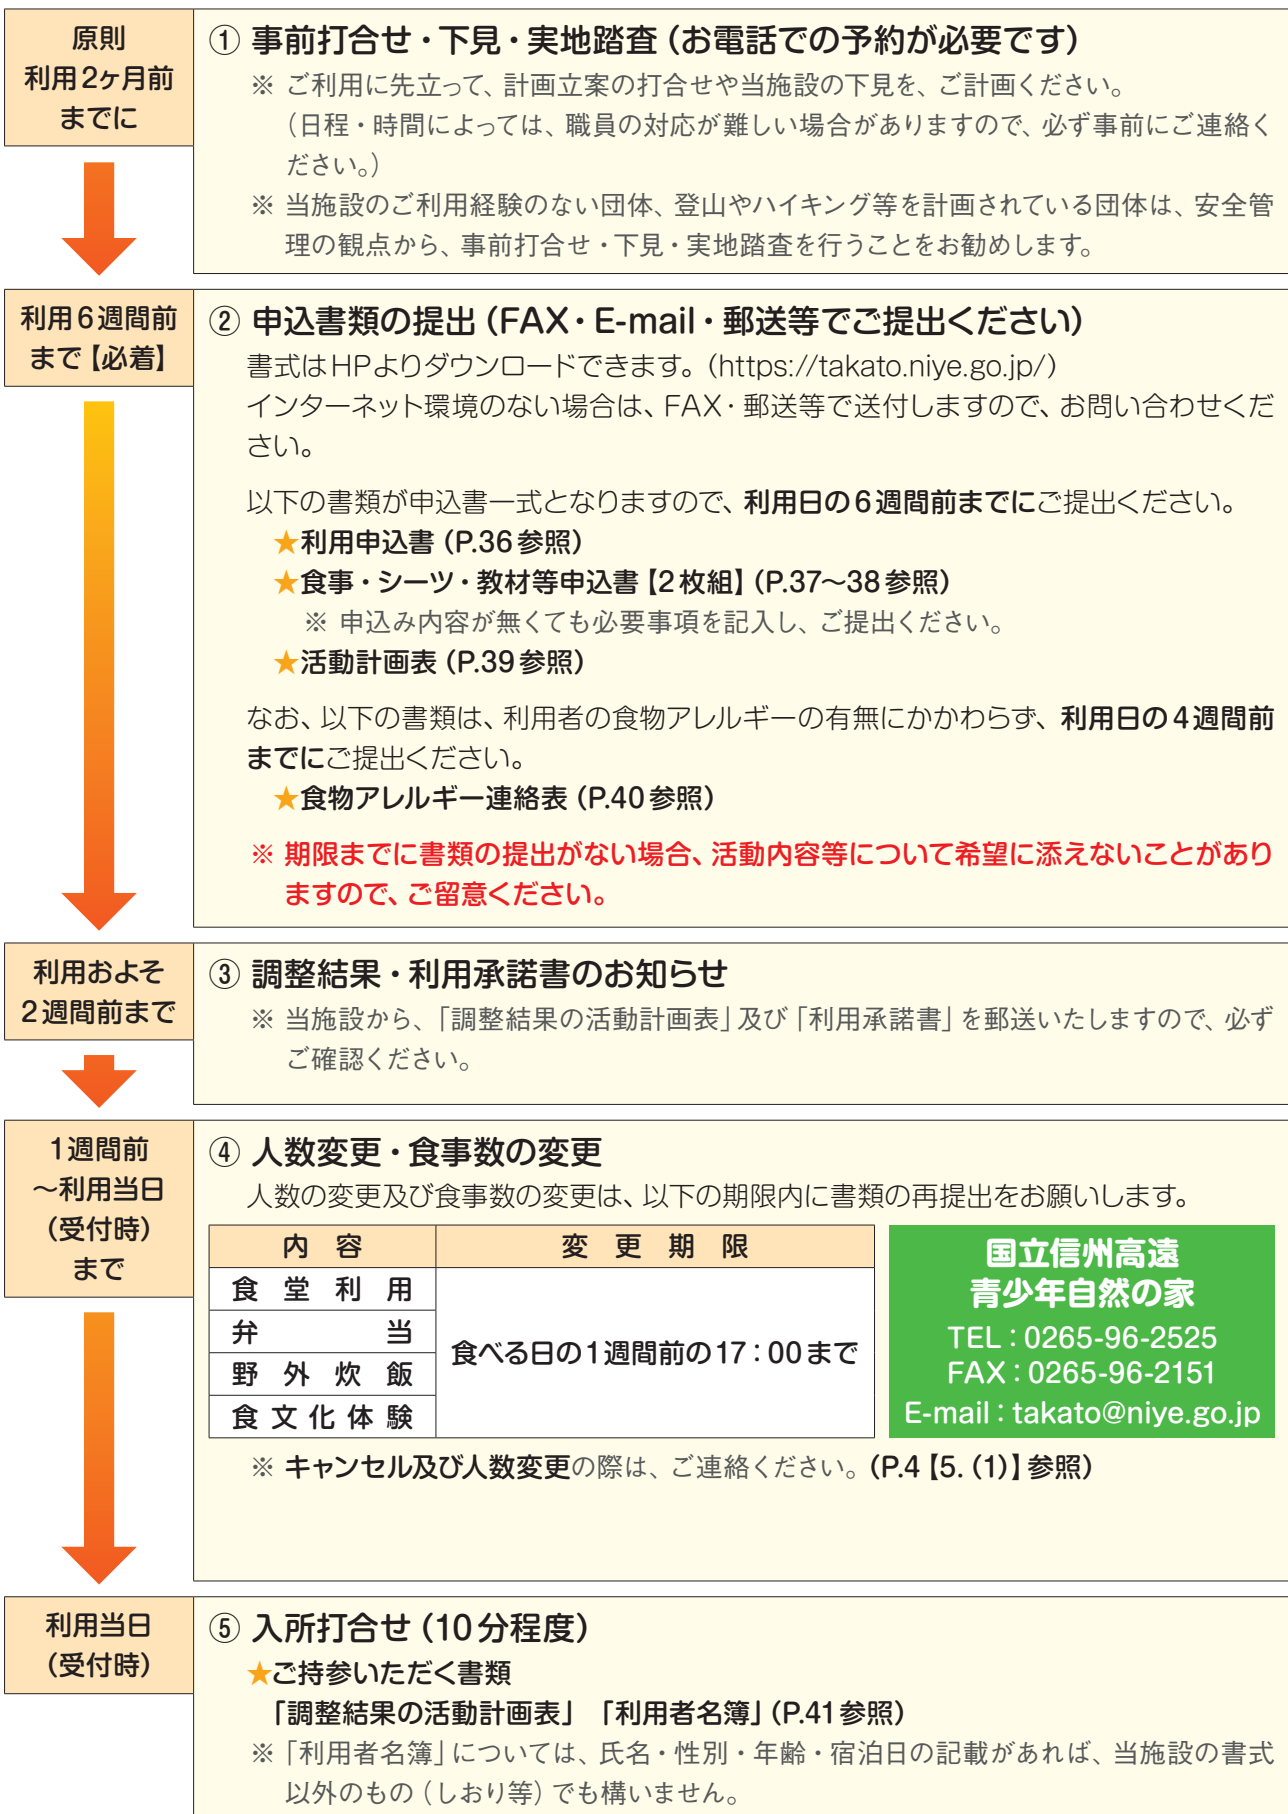 原則
利用2ヶ月前
までに
① 事前打合せ・下見・実地踏査（お電話での予約が必要です）
※ ご利用に先立って、計画立案の打合せや当施設の下見を、ご計画ください。
（日程・時間によっては、職員の対応が難しい場合がありますので、必ず事前にご連絡く
ださい。）
※ 当施設のご利用経験のない団体、登山やハイキング等を計画されている団体は、安全管
理の観点から、事前打合せ・下見・実地踏査を行うことをお勧めします。
利用6週間前
まで【必着】
② 申込書類の提出（FAX・E-mail・郵送等でご提出ください）
書式はHPよりダウンロードできます。（https://takato.niye.go.jp/）
インターネット環境のない場合は、FAX・郵送等で送付しますので、お問い合わせくだ
さい。
以下の書類が申込書一式となりますので、利用日の6週間前までにご提出ください。
★利用申込書（P.36参照）
★食事・シーツ・教材等申込書【2枚組】（P.37～38参照）
※ 申込み内容が無くても必要事項を記入し、ご提出ください。
★活動計画表（P.39参照）
なお、以下の書類は、利用者の食物アレルギーの有無にかかわらず、利用日の4週間前
までにご提出ください。
★食物アレルギー連絡表（P.40参照）
※ 期限までに書類の提出がない場合、活動内容等について希望に添えないことがあり
ますので、ご留意ください。
利用およそ
2週間前まで
③ 調整結果・利用承諾書のお知らせ
※ 当施設から、「調整結果の活動計画表」及び「利用承諾書」を郵送いたしますので、必ず
ご確認ください。
1週間前
～利用当日
（受付時）
まで
④ 人数変更・食事数の変更
人数の変更及び食事数の変更は、以下の期限内に書類の再提出をお願いします。
内容 変更期限
食堂利用
弁当
野外炊飯
食文化体験
食べる日の1週間前の17：00まで
国立信州高遠
青少年自然の家
TEL：0265-96-2525
FAX：0265-96-2151
E-mail：takato@niye.go.jp
※ キャンセル及び人数変更の際は、ご連絡ください。（P.4【5.（1）】参照）
利用当日
（受付時）
⑤ 入所打合せ（10分程度）
★ご持参いただく書類
「調整結果の活動計画表」「利用者名簿」（P.41参照）
※「利用者名簿」については、氏名・性別・年齢・宿泊日の記載があれば、当施設の書式
以外のもの（しおり等）でも構いません。